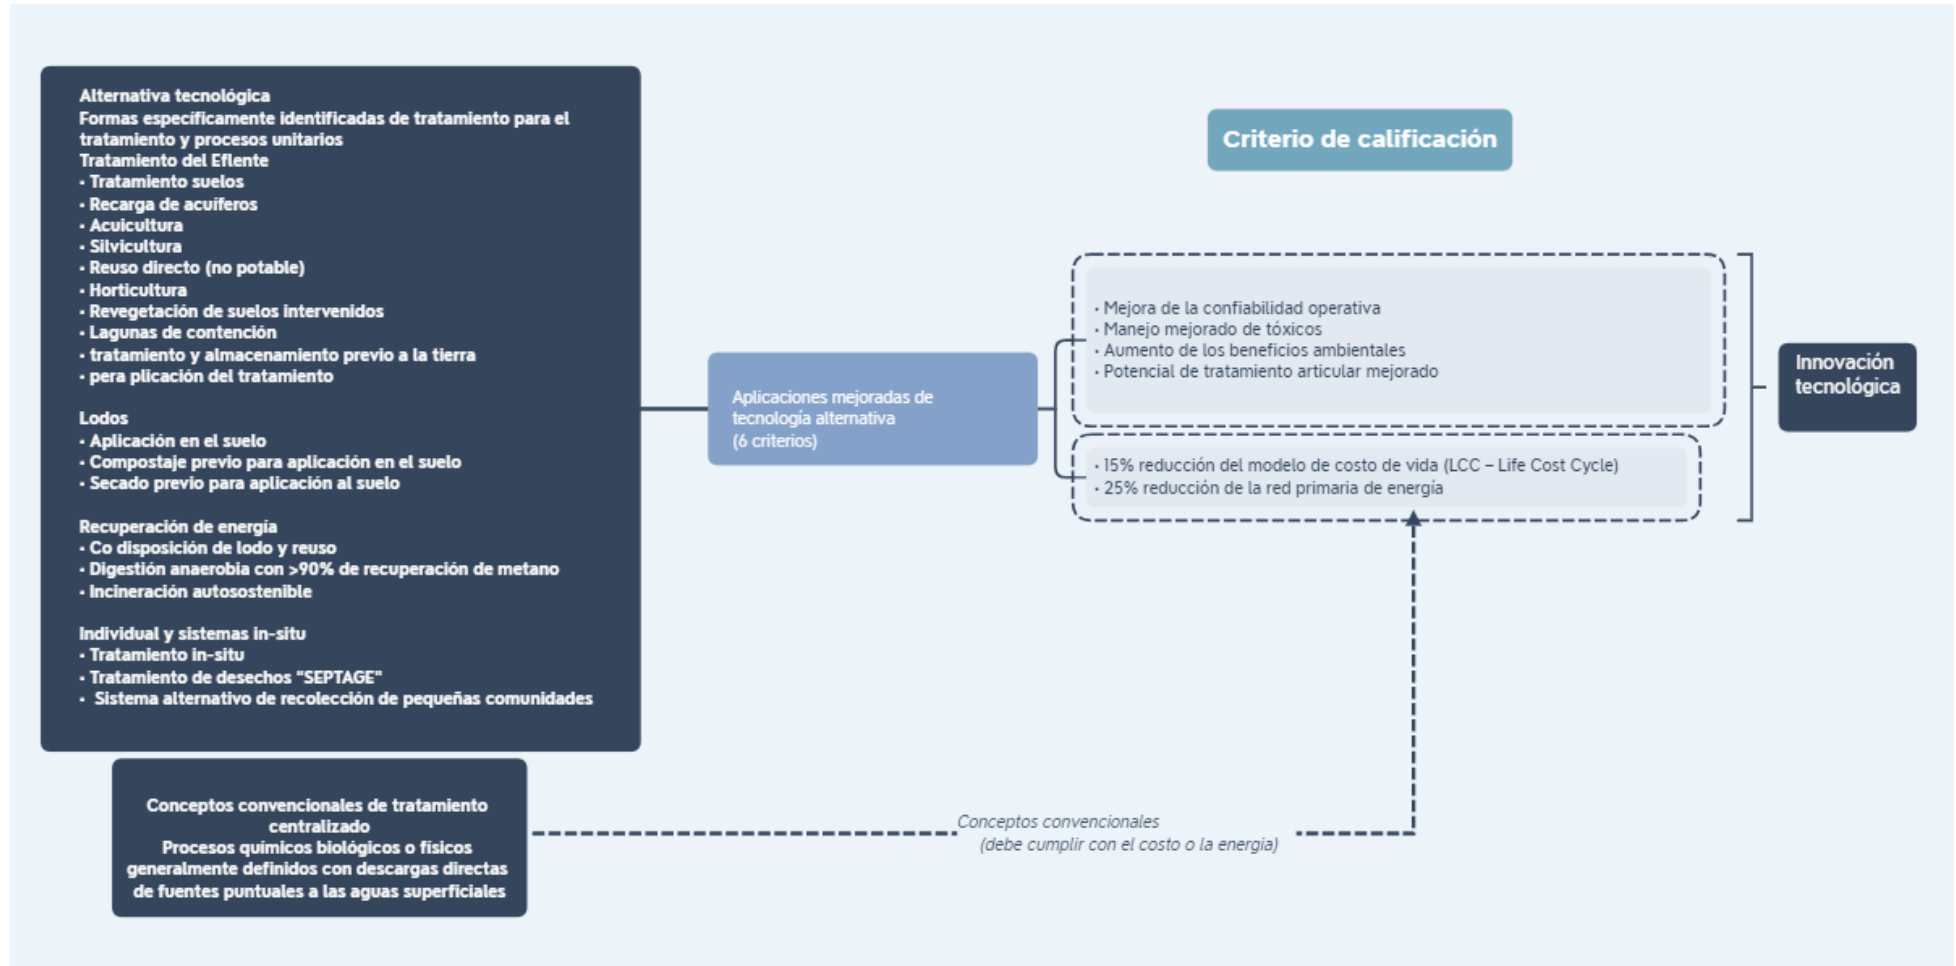 Alternativa tecnológica
Formas específicamente identificadas de tratamiento para el
tratamiento y procesos unitarios
Tratamiento del Eflente
• Tratamiento suelos
• Recarga de acuíferos
• Acuicultura
• Silvicultura
• Reuso directo (no potable)
• Horticultura
• Revegetación de suelos intervenidos
• Lagunas de contención
• tratamiento y almacenamiento previo a la tierra
• pera plicación del tratamiento
Lodos
• Aplicación en el suelo
• Compostaje previo para aplicación en el suelo
• Secado previo para aplicación al suelo
Recuperación de energía
• Co disposición de lodo y reuso
• Digestión anaerobia con >90% de recuperación de metano
• Incineración autosostenible
Individual y sistemas in-situ
• Tratamiento in-situ
• Tratamiento de desechos "SEPTAGE"
• Sistema alternativo de recolección de pequeñas comunidades
Conceptos convencionales de tratamiento
centralizado
Procesos químicos biológicos o físicos
generalmente definidos con descargas directas
de fuentes puntuales a las aguas superficiales
Aplicaciones mejoradas de
tecnología alternativa
(6 criterios)
Criterio de calificación
• Mejora de la confiabilidad operativa
• Manejo mejorado de tóxicos
• Aumento de los beneficios ambientales
• Potencial de tratamiento articular mejorado
• 15% reducción del modelo de costo de vida (LCC – Life Cost Cycle)
• 25% reducción de la red primaria de energía
Innovación
tecnológica
Conceptos convencionales
(debe cumplir con el costo o la energia)